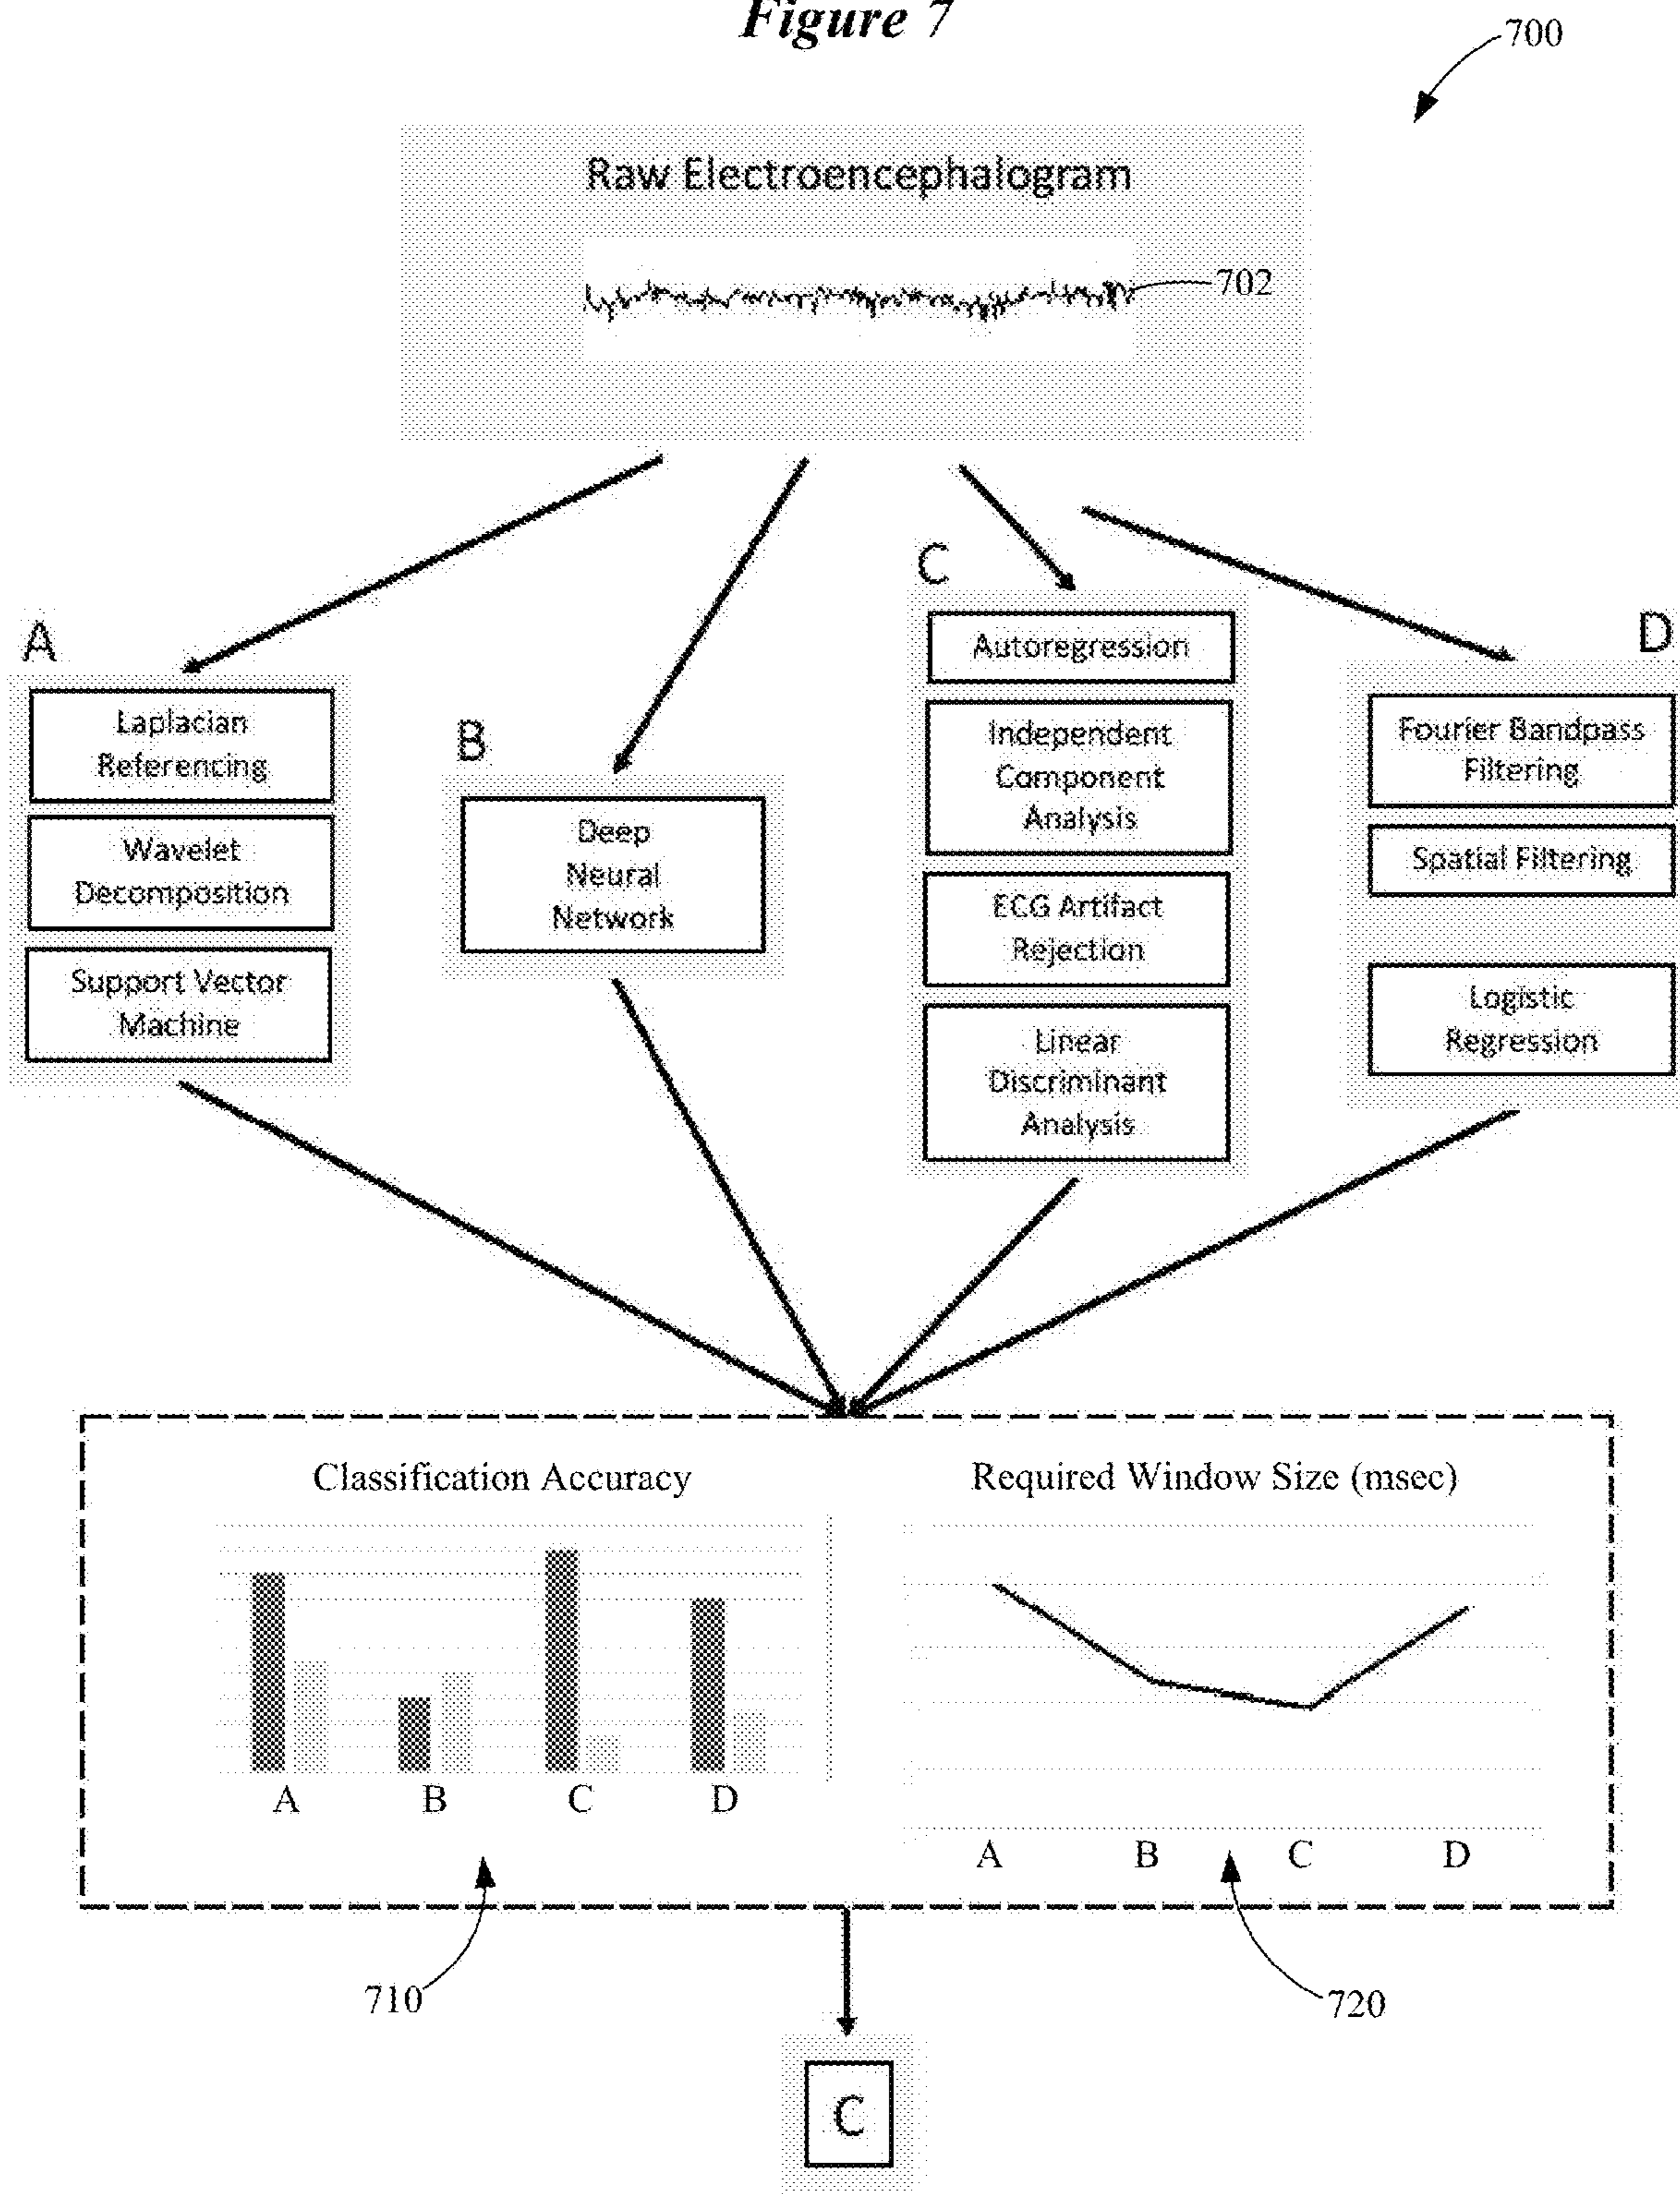 Figure 7
700
Raw Electroencephalogram
702
A
Laplacian
Referencing
Wavelet
Decomposition
Support Vector
Machine
B
Deep
Neural
Network
C
Autoregression
Independent
Component
Analysis
ECG Artifact
Rejection
Linear
Discriminant
Analysis
D
Fourier Bandpass
Filtering
Spatial Filtering
Logistic
Regression
Classification Accuracy
A B C D
710
Required Window Size (msec)
A B C D
720
C